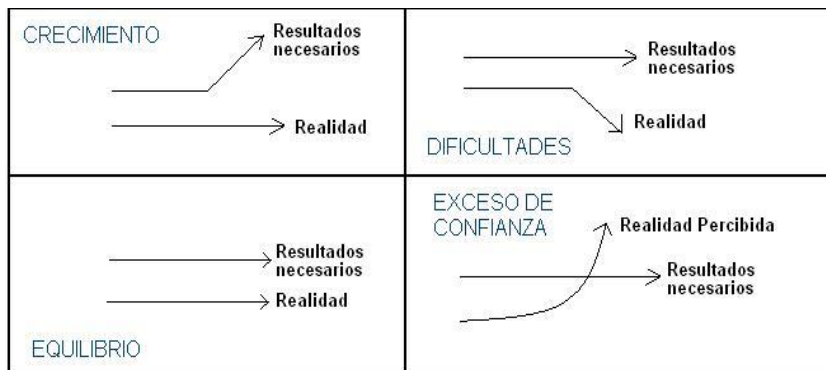 CRECIMIENTO
Resultados
necesarios
Realidad
Resultados
necesarios
Realidad
DIFICULTADES
Resultados
necesarios
Realidad
EQUILIBRIO
EXCESO DE
CONFIANZA
Realidad Percibida
Resultados
necesarios